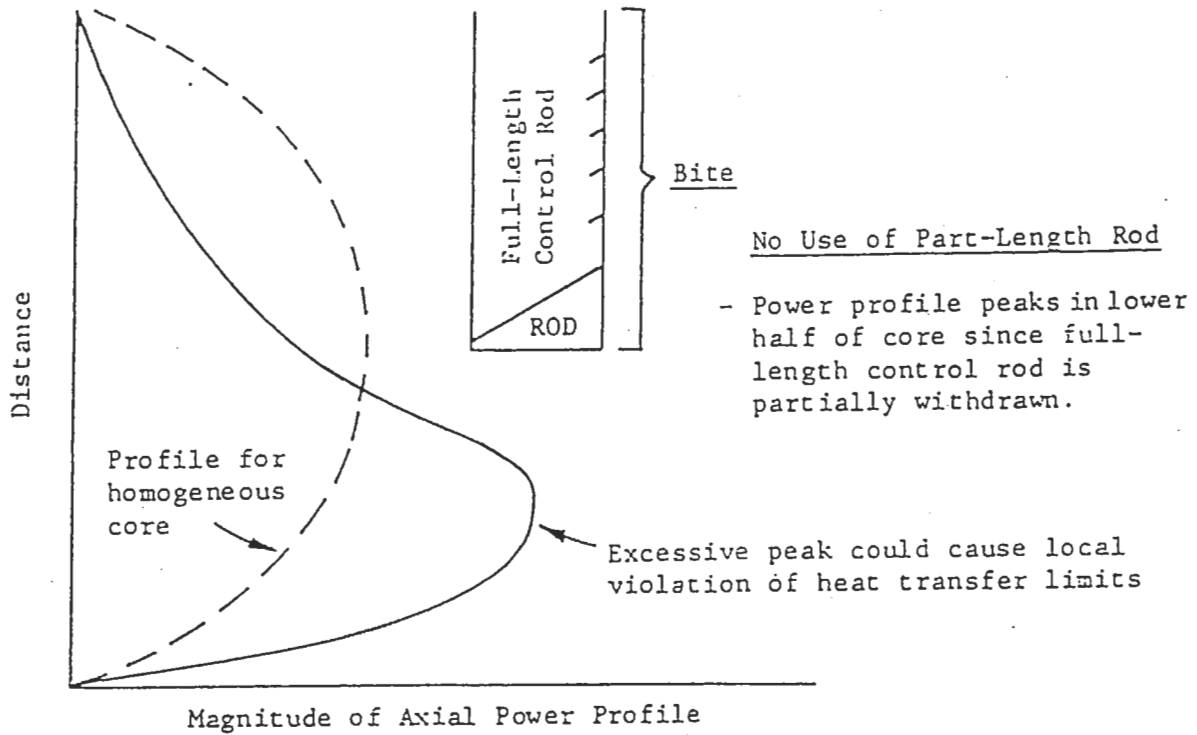 Full-Length
Control Rod
ROD
Bite
No Use of Part-Length Rod
- Power profile peaks in lower
half of core since full-
length control rod is
partially withdrawn.
Distance
Profile for
homogeneous
core
Excessive peak could cause local
violation of heat transfer limits
Magnitude of Axial Power Profile